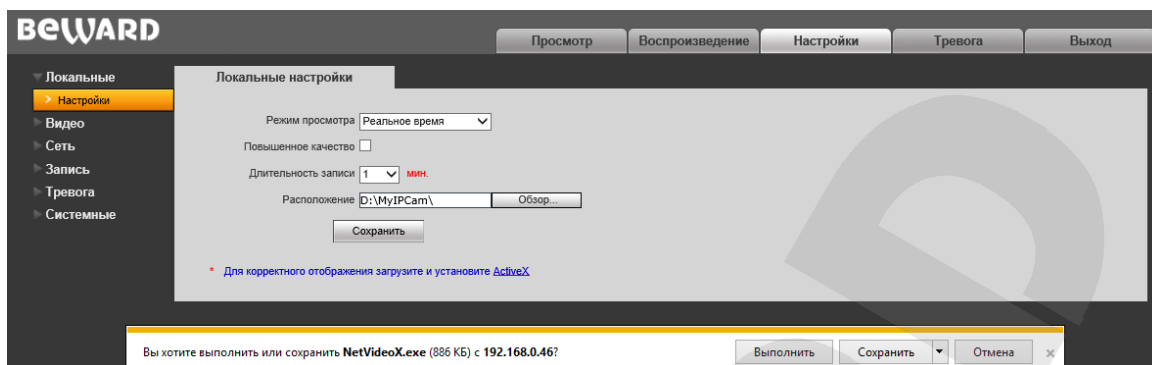 BEWARD
Просмотр Воспроизведение Настройки Тревога Выход
Локальные
Настройки
Видео
Сеть
Запись
Тревога
Системные
Локальные настройки
Режим просмотра Реальное время
Повышенное качество
Длительность записи 1 мин.
Расположение D:\MyIPCam\ Обзор...
Сохранить
* Для корректного отображения загрузите и установите ActiveX
Вы хотите выполнить или сохранить NetVideoX.exe (886 КБ) с 192.168.0.46? Выполнить Сохранить Отмена ×